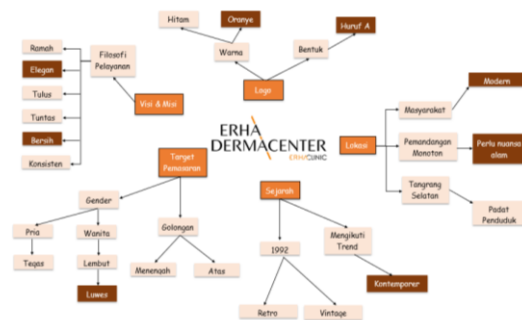 Hitam
Oranye
Huruf A
Warna
Bentuk
Logo
Ramah
Elegan
Tulus
Tuntas
Bersih
Konsisten
Filosofi
Pelayanan
Visi & Misi
ERHA
DERMACENTER
ERHA CLINIC
Lokasi
Masyarakat
Modern
Pemandangan
Monoton
Perlu nuansa
alam
Tangrang
Selatan
Padat
Penduduk
Target
Pemasaran
Gender
Pria
Tegas
Wanita
Lembut
Luwes
Golongan
Menengah
Atas
Sejarah
1992
Retro
Vintage
Mengikuti
Trend
Kontemporer